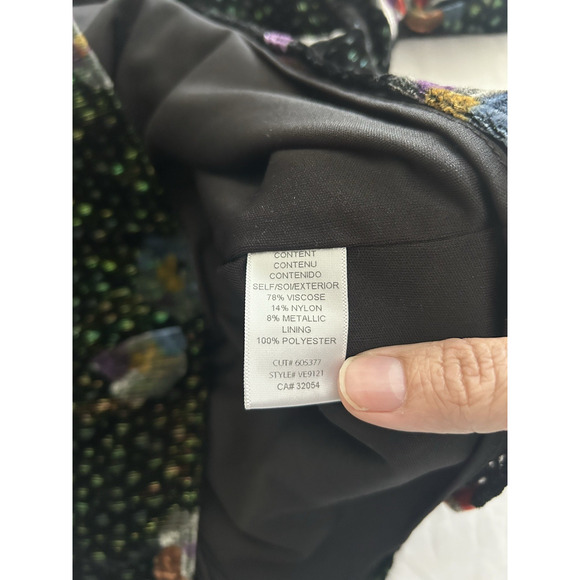 CONTENT
CONTENU
CONTENIDO
SELF/SOI/EXTERIOR
78% VISCOSE
14% NYLON
8% METALLIC
LINING
100% POLYESTER
CUT# 605377
STYLE# VE9121
CA# 32054